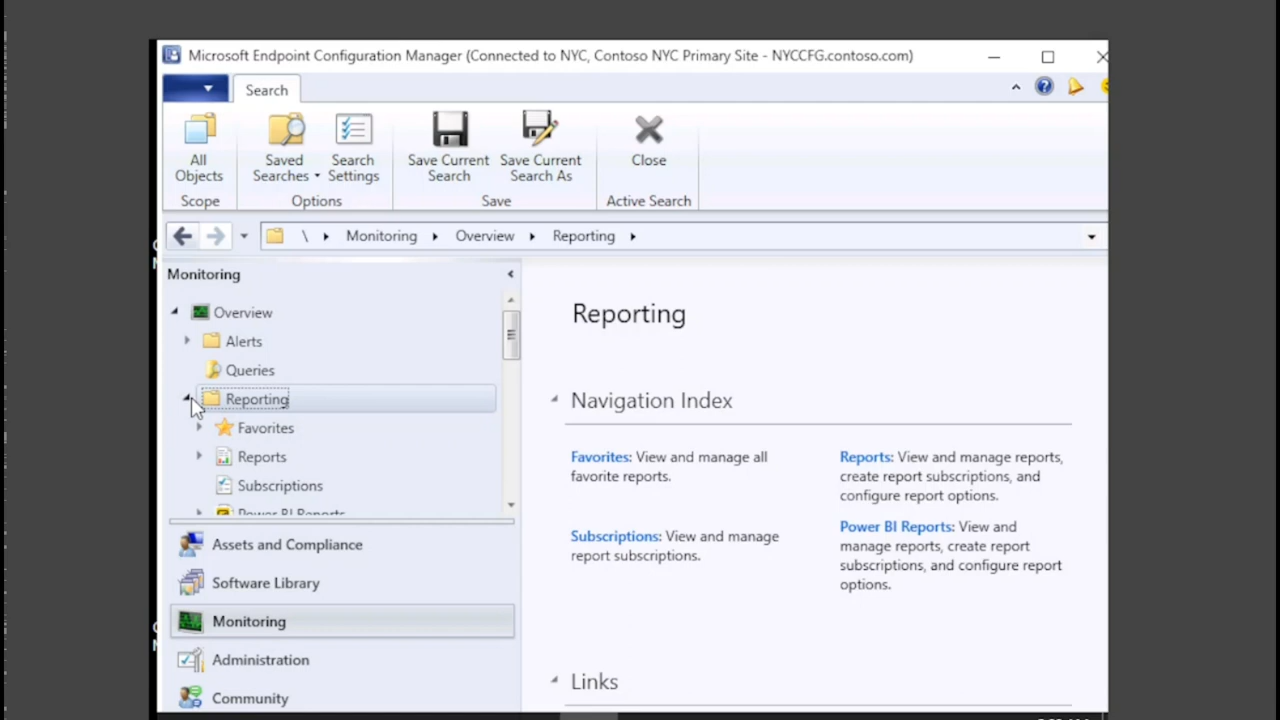 Microsoft Endpoint Configuration Manager (Connected to NYC, Contoso NYC Primary Site - NYCCFG.contoso.com)
Search
All Objects
Saved Searches
Search Settings
Save Current Search
Save Current Search As
Close
Scope
Options
Save
Active Search
\ Monitoring Overview Reporting
Monitoring
Overview
Alerts
Queries
Reporting
Favorites
Reports
Subscriptions
Power BI Reports
Assets and Compliance
Software Library
Monitoring
Administration
Community
Reporting
Navigation Index
Favorites: View and manage all
favorite reports.
Reports: View and manage reports,
create report subscriptions, and
configure report options.
Subscriptions: View and manage
report subscriptions.
Power BI Reports: View and
manage reports, create report
subscriptions, and configure report
options.
Links